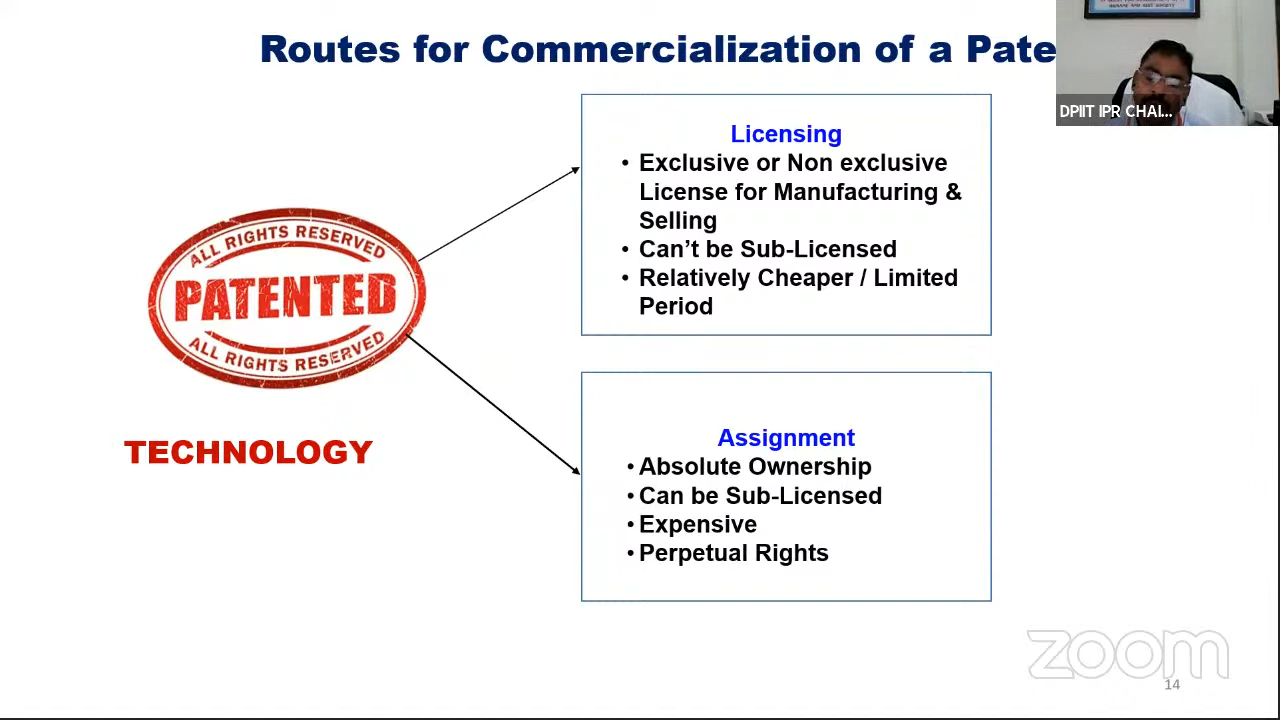 Routes for Commercialization of a Pate
DPIIT IPR CHAI...
Licensing
• Exclusive or Non exclusive
License for Manufacturing &
Selling
• Can’t be Sub-Licensed
• Relatively Cheaper / Limited
Period
ALL RIGHTS RESERVED
PATENTED
ALL RIGHTS RESERVED
TECHNOLOGY
Assignment
• Absolute Ownership
• Can be Sub-Licensed
• Expensive
• Perpetual Rights
zoom
14